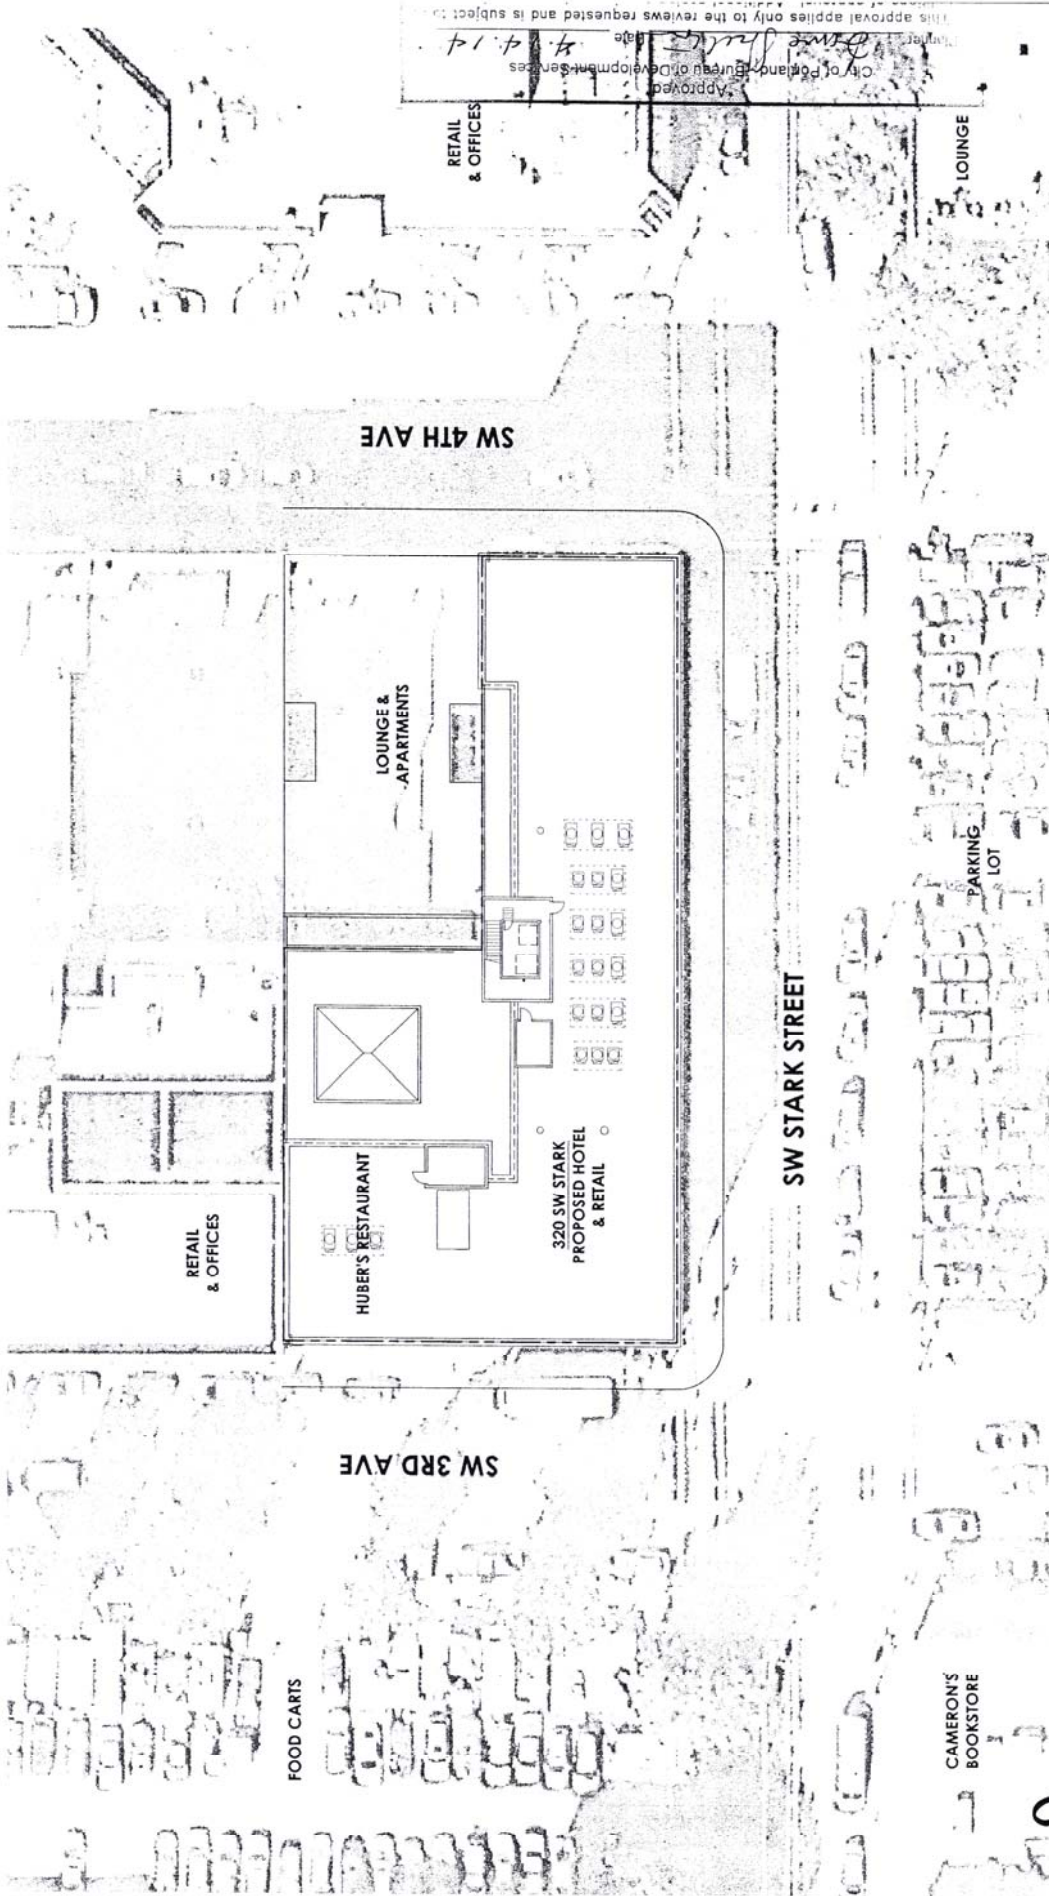 Approved
City of Portland - Bureau of Development Services
Planner
Date 4.14.14
This approval applies only to the reviews requested and is subject to
RETAIL
& OFFICES
LOUNGE
SW 4TH AVE
LOUNGE &
APARTMENTS
RETAIL
& OFFICES
HUBER'S RESTAURANT
320 SW STARK
PROPOSED HOTEL
& RETAIL
SW STARK STREET
PARKING
LOT
SW 3RD AVE
FOOD CARTS
CAMERON'S
BOOKSTORE